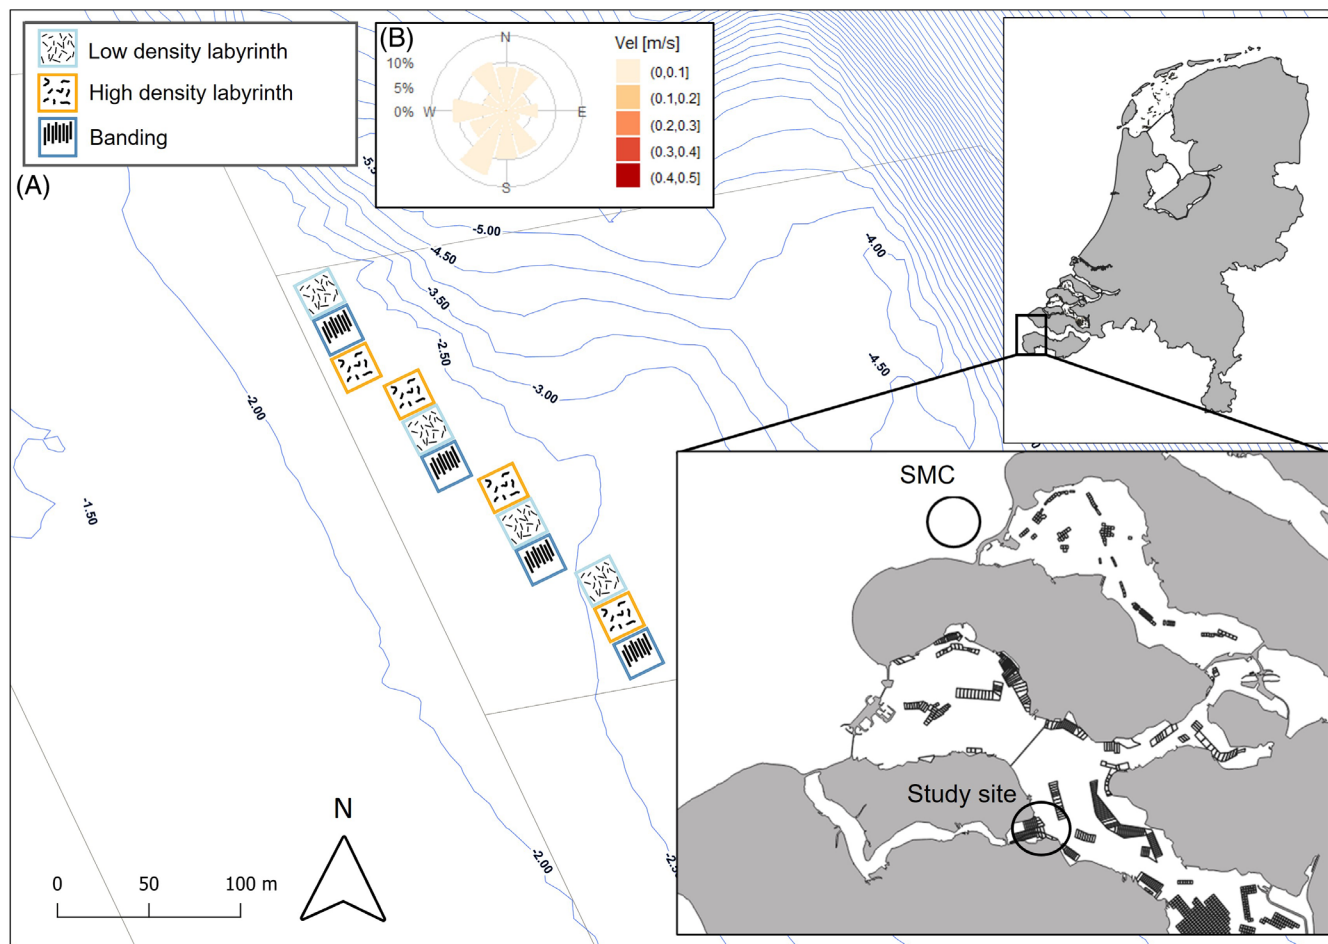 Low density labyrinth
High density labyrinth
Banding
(A)
(B)
N
10%
5%
0%
W
E
S
Vel [m/s]
(0,0.1]
(0.1,0.2]
(0.2,0.3]
(0.3,0.4]
(0.4,0.5]
-5.00
-4.50
-4.00
-3.50
-2.50
-3.00
-4.50
-2.00
-1.50
-2.00
SMC
Study site
N
0 50 100 m